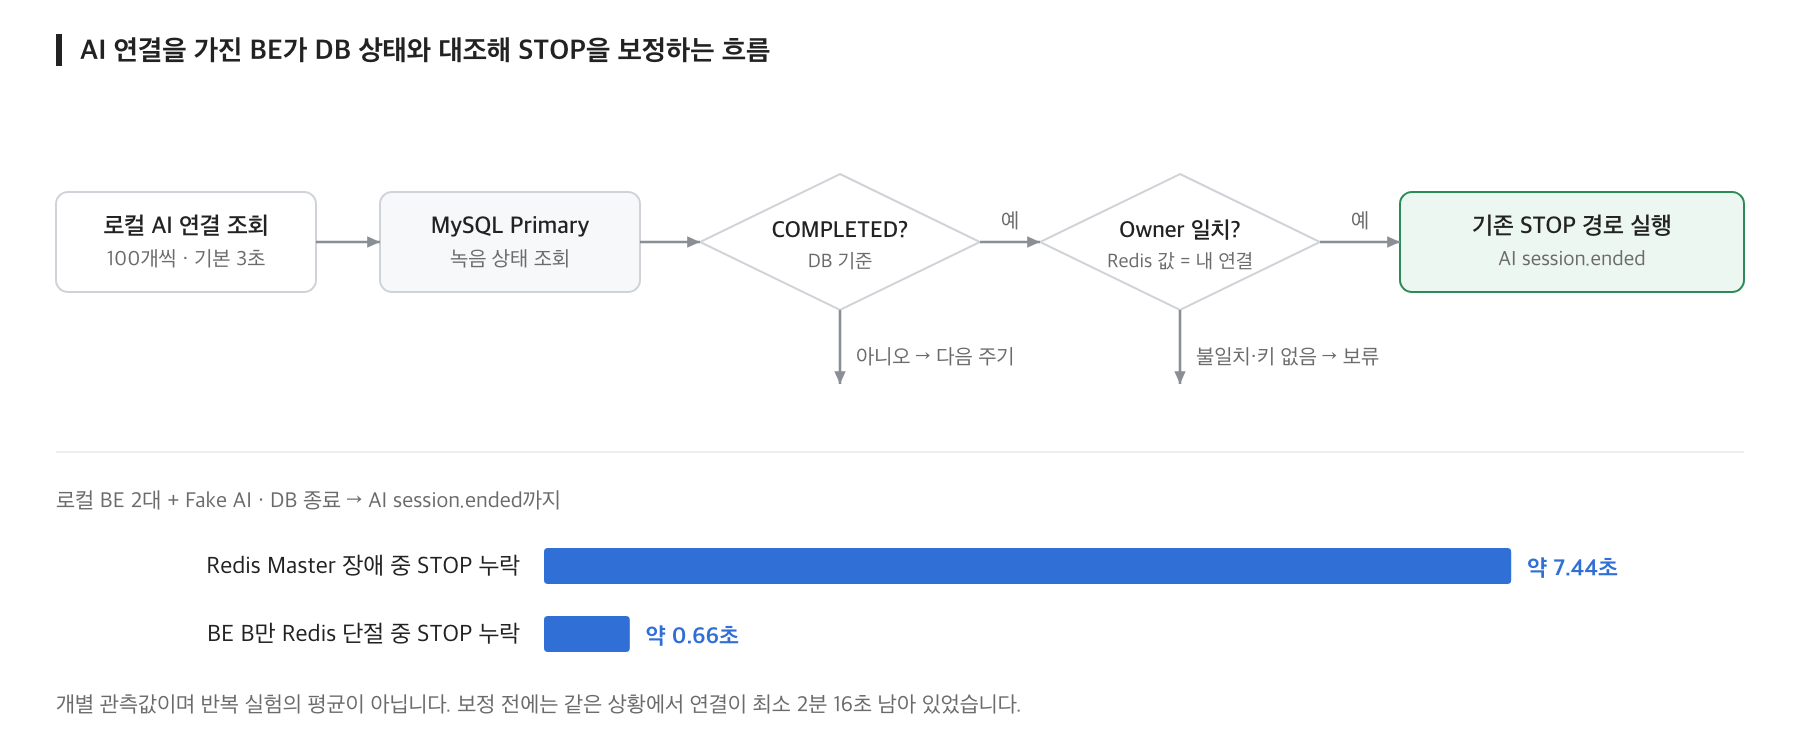 AI 연결을 가진 BE가 DB 상태와 대조해 STOP을 보정하는 흐름
로컬 AI 연결 조회
100개씩 · 기본 3초
MySQL Primary
녹음 상태 조회
COMPLETED?
DB 기준
예
Owner 일치?
Redis 값 = 내 연결
예
기존 STOP 경로 실행
AI session.ended
아니오 → 다음 주기
불일치·키 없음 → 보류
로컬 BE 2대 + Fake AI · DB 종료 → AI session.ended까지
Redis Master 장애 중 STOP 누락
약 7.44초
BE B만 Redis 단절 중 STOP 누락
약 0.66초
개별 관측값이며 반복 실험의 평균이 아닙니다. 보정 전에는 같은 상황에서 연결이 최소 2분 16초 남아 있었습니다.